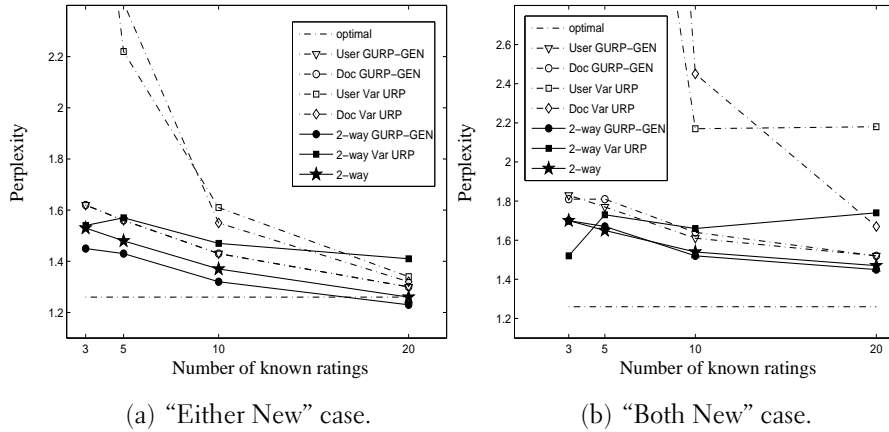 2.2
2
1.8
1.6
1.4
1.2
Perplexity
3 5 10 20
Number of known ratings
optimal
User GURP-GEN
Doc GURP-GEN
User Var URP
Doc Var URP
2-way GURP-GEN
2-way Var URP
2-way
(a) “Either New” case.
2.6
2.4
2.2
2
1.8
1.6
1.4
1.2
Perplexity
3 5 10 20
Number of known ratings
optimal
User GURP-GEN
Doc GURP-GEN
User Var URP
Doc Var URP
2-way GURP-GEN
2-way Var URP
2-way
(b) “Both New” case.